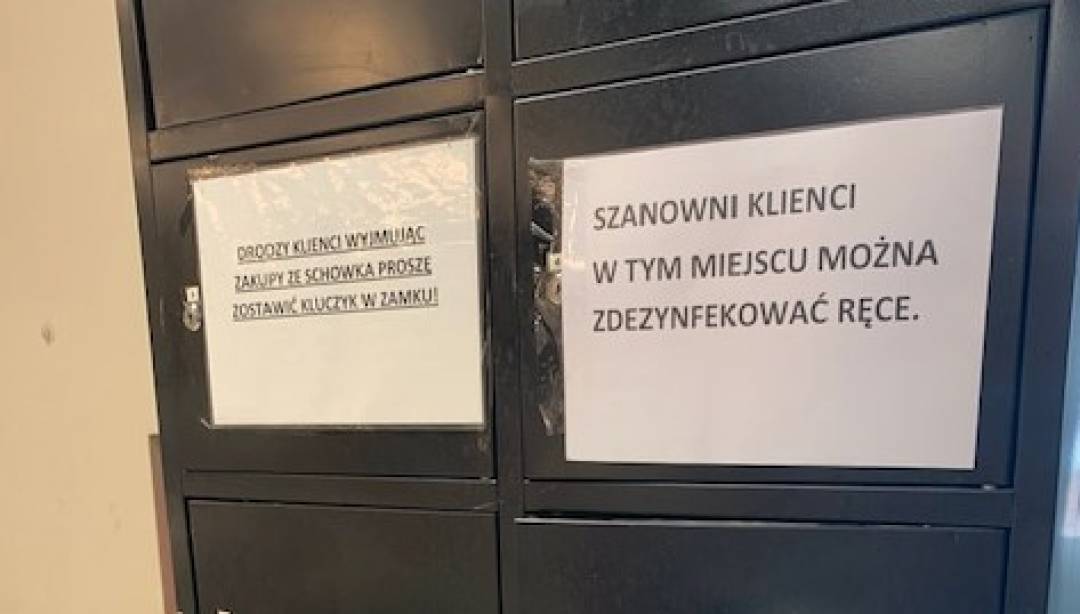 DRODZY KLIENCI WYJMUJĄC
ZAKUPY ZE SCHOWKA PROSZĘ
ZOSTAWIĆ KLUCZYK W ZAMKU!
SZANOWNI KLIENCI
W TYM MIEJSCU MOŻNA
ZDEZYNFEKOWAĆ RĘCE.